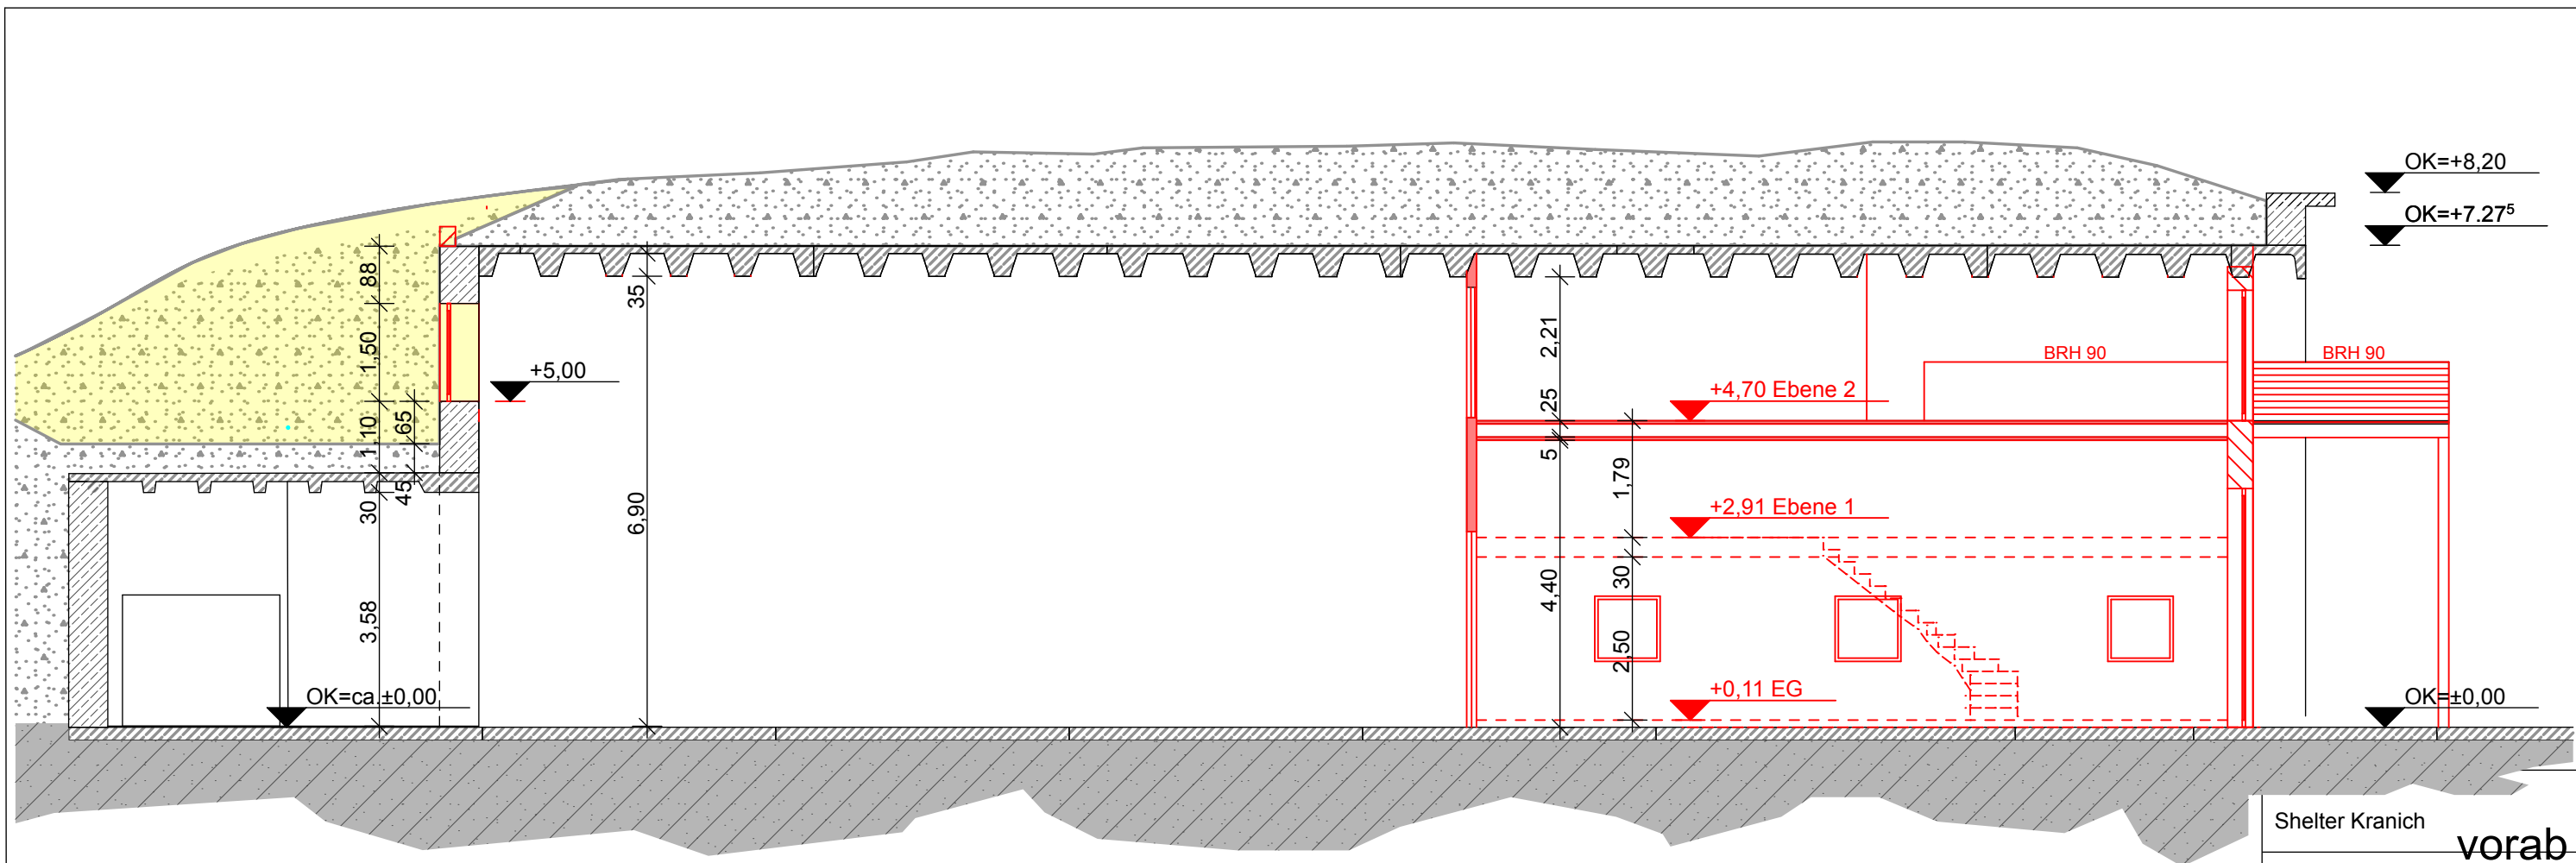 OK=+8,20
OK=+7.27⁵
88
35
1,50
2,21
BRH 90
BRH 90
+5,00
+4,70 Ebene 2
25
65
1,10
5
1,79
45
30
6,90
+2,91 Ebene 1
30
4,40
3,58
2,50
+0,11 EG
OK=ca.±0,00
OK=±0,00
Shelter Kranich
vorab